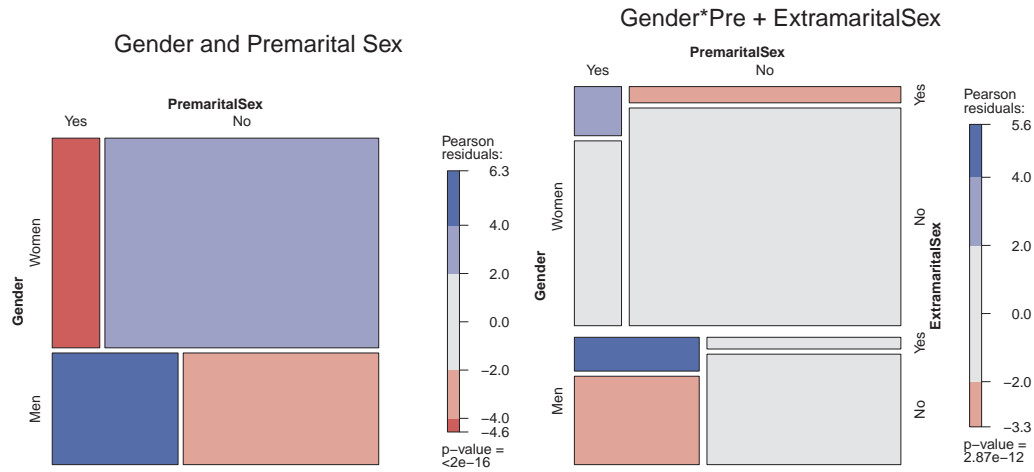 Gender and Premarital Sex
PremaritalSex
Yes No
Gender
Women
Men
Pearson
residuals:
6.3
4.0
2.0
0.0
−2.0
−4.0
−4.6
p−value =
<2e−16
Gender*Pre + ExtramaritalSex
PremaritalSex
Yes No
Gender
Women
Men
Yes
No
Yes
No
ExtramaritalSex
Pearson
residuals:
5.6
4.0
2.0
0.0
−2.0
−3.3
p−value =
2.87e−12